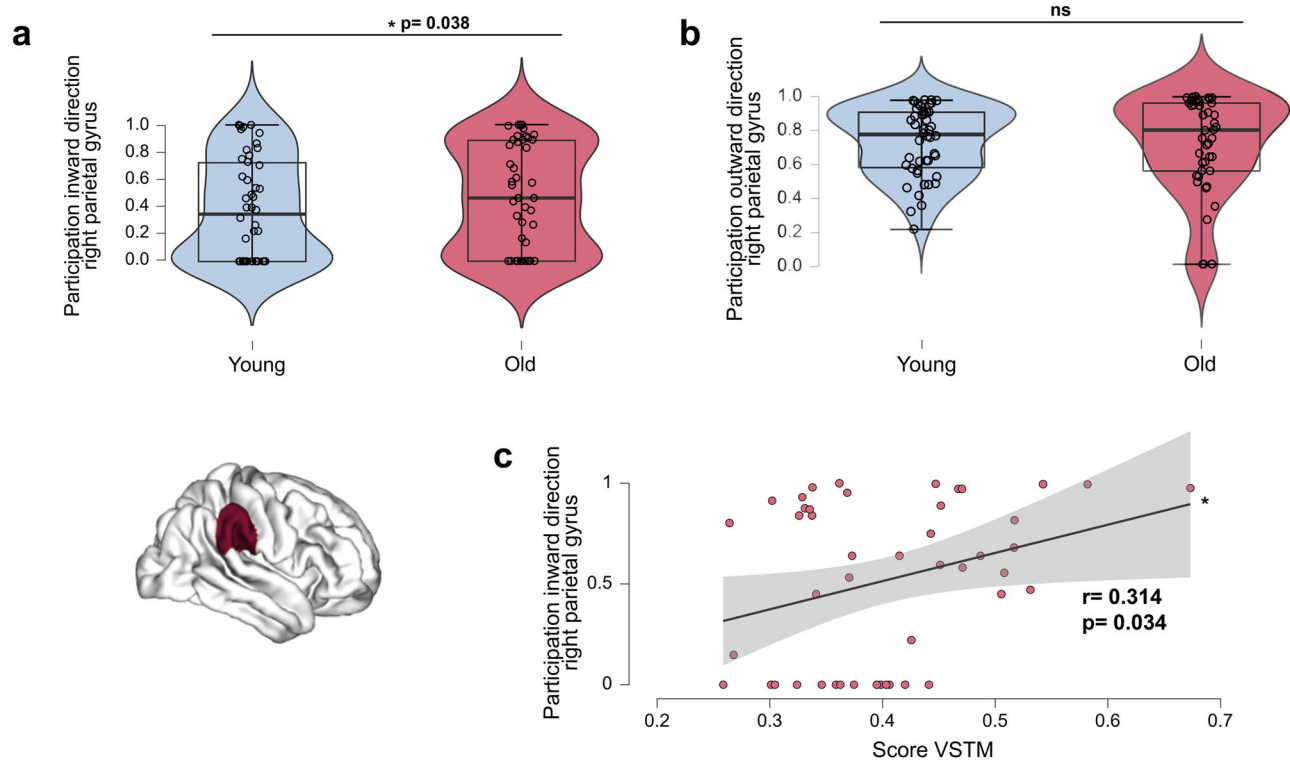 a
* p= 0.038
Participation inward direction
right parietal gyrus
1.0
0.8
0.6
0.4
0.2
0.0
Young
Old
b
ns
Participation outward direction
right parietal gyrus
1.0
0.8
0.6
0.4
0.2
0.0
Young
Old
c
Participation inward direction
right parietal gyrus
1
0.5
0
*
r= 0.314
p= 0.034
0.2
0.3
0.4
0.5
0.6
0.7
Score VSTM